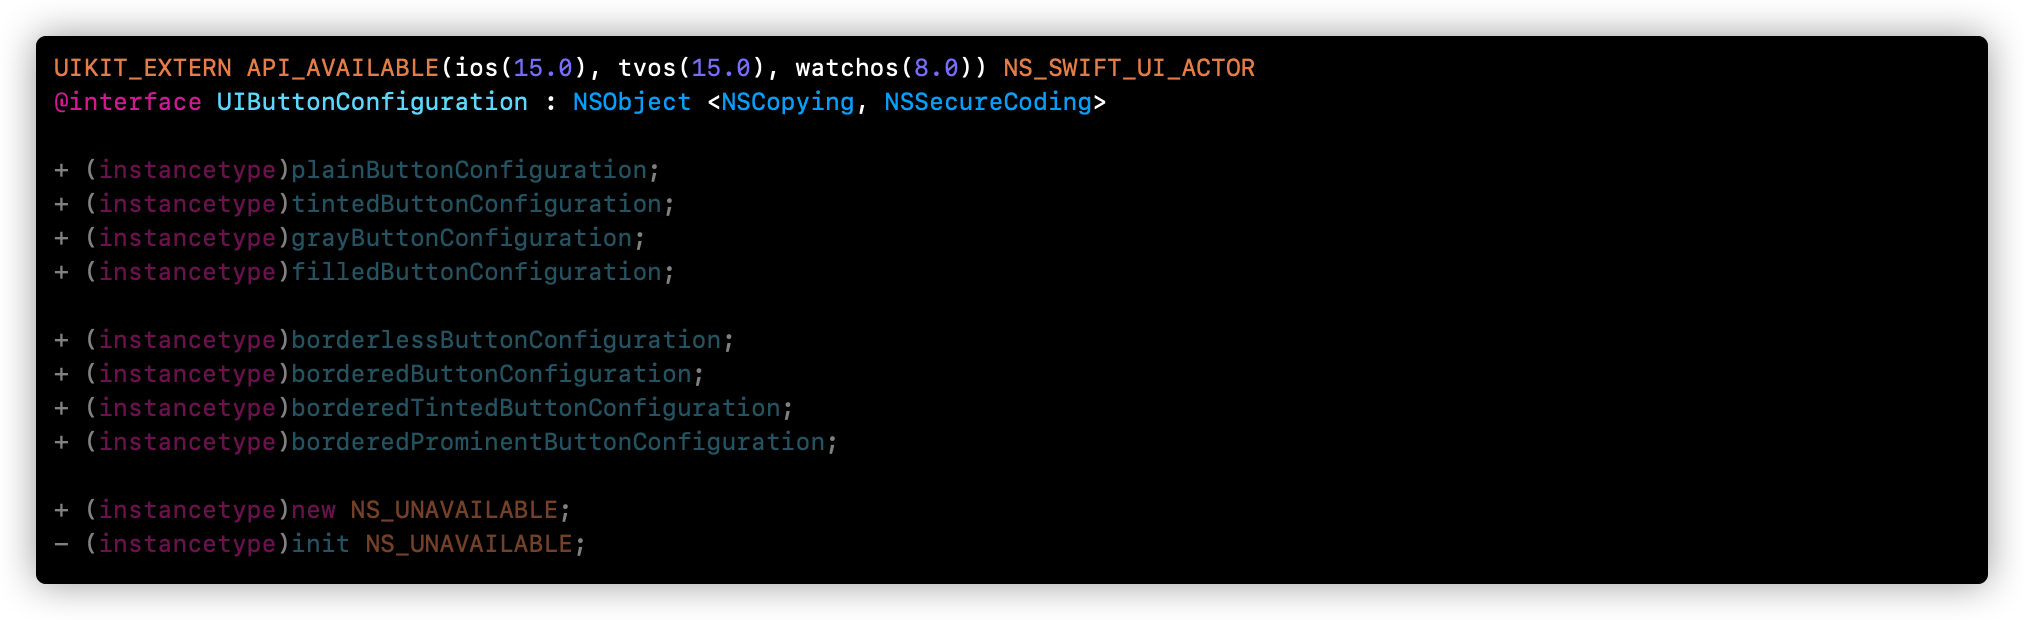 UIKIT_EXTERN API_AVAILABLE(ios(15.0), tvos(15.0), watchos(8.0)) NS_SWIFT_UI_ACTOR
@interface UIButtonConfiguration : NSObject <NSCopying, NSSecureCoding>
+ (instancetype)plainButtonConfiguration;
+ (instancetype)tintedButtonConfiguration;
+ (instancetype)grayButtonConfiguration;
+ (instancetype)filledButtonConfiguration;
+ (instancetype)borderlessButtonConfiguration;
+ (instancetype)borderedButtonConfiguration;
+ (instancetype)borderedTintedButtonConfiguration;
+ (instancetype)borderedProminentButtonConfiguration;
+ (instancetype)new NS_UNAVAILABLE;
- (instancetype)init NS_UNAVAILABLE;